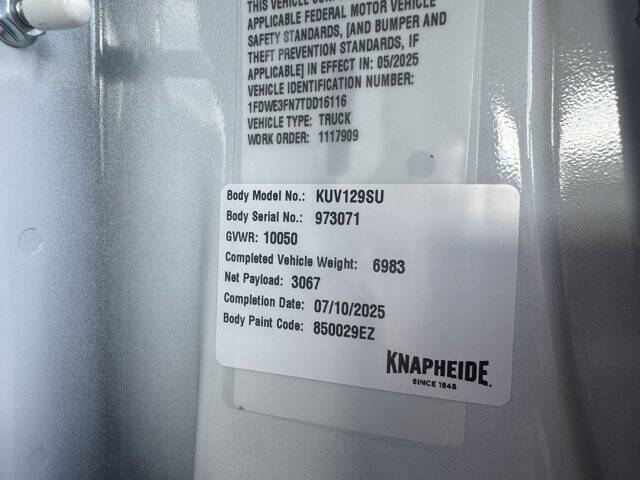 THIS VEHICLE
APPLICABLE FEDERAL MOTOR VEHICLE
SAFETY STANDARDS, [AND BUMPER AND
THEFT PREVENTION STANDARDS, IF
APPLICABLE] IN EFFECT IN: 05/2025
VEHICLE IDENTIFICATION NUMBER:
1FDWE3FN7TDD16116
VEHICLE TYPE: TRUCK
WORK ORDER: 1117909
Body Model No.: KUV129SU
Body Serial No.: 973071
GVWR: 10050
Completed Vehicle Weight: 6983
Net Payload: 3067
Completion Date: 07/10/2025
Body Paint Code: 850029EZ
KNAPHEIDE
SINCE 1848